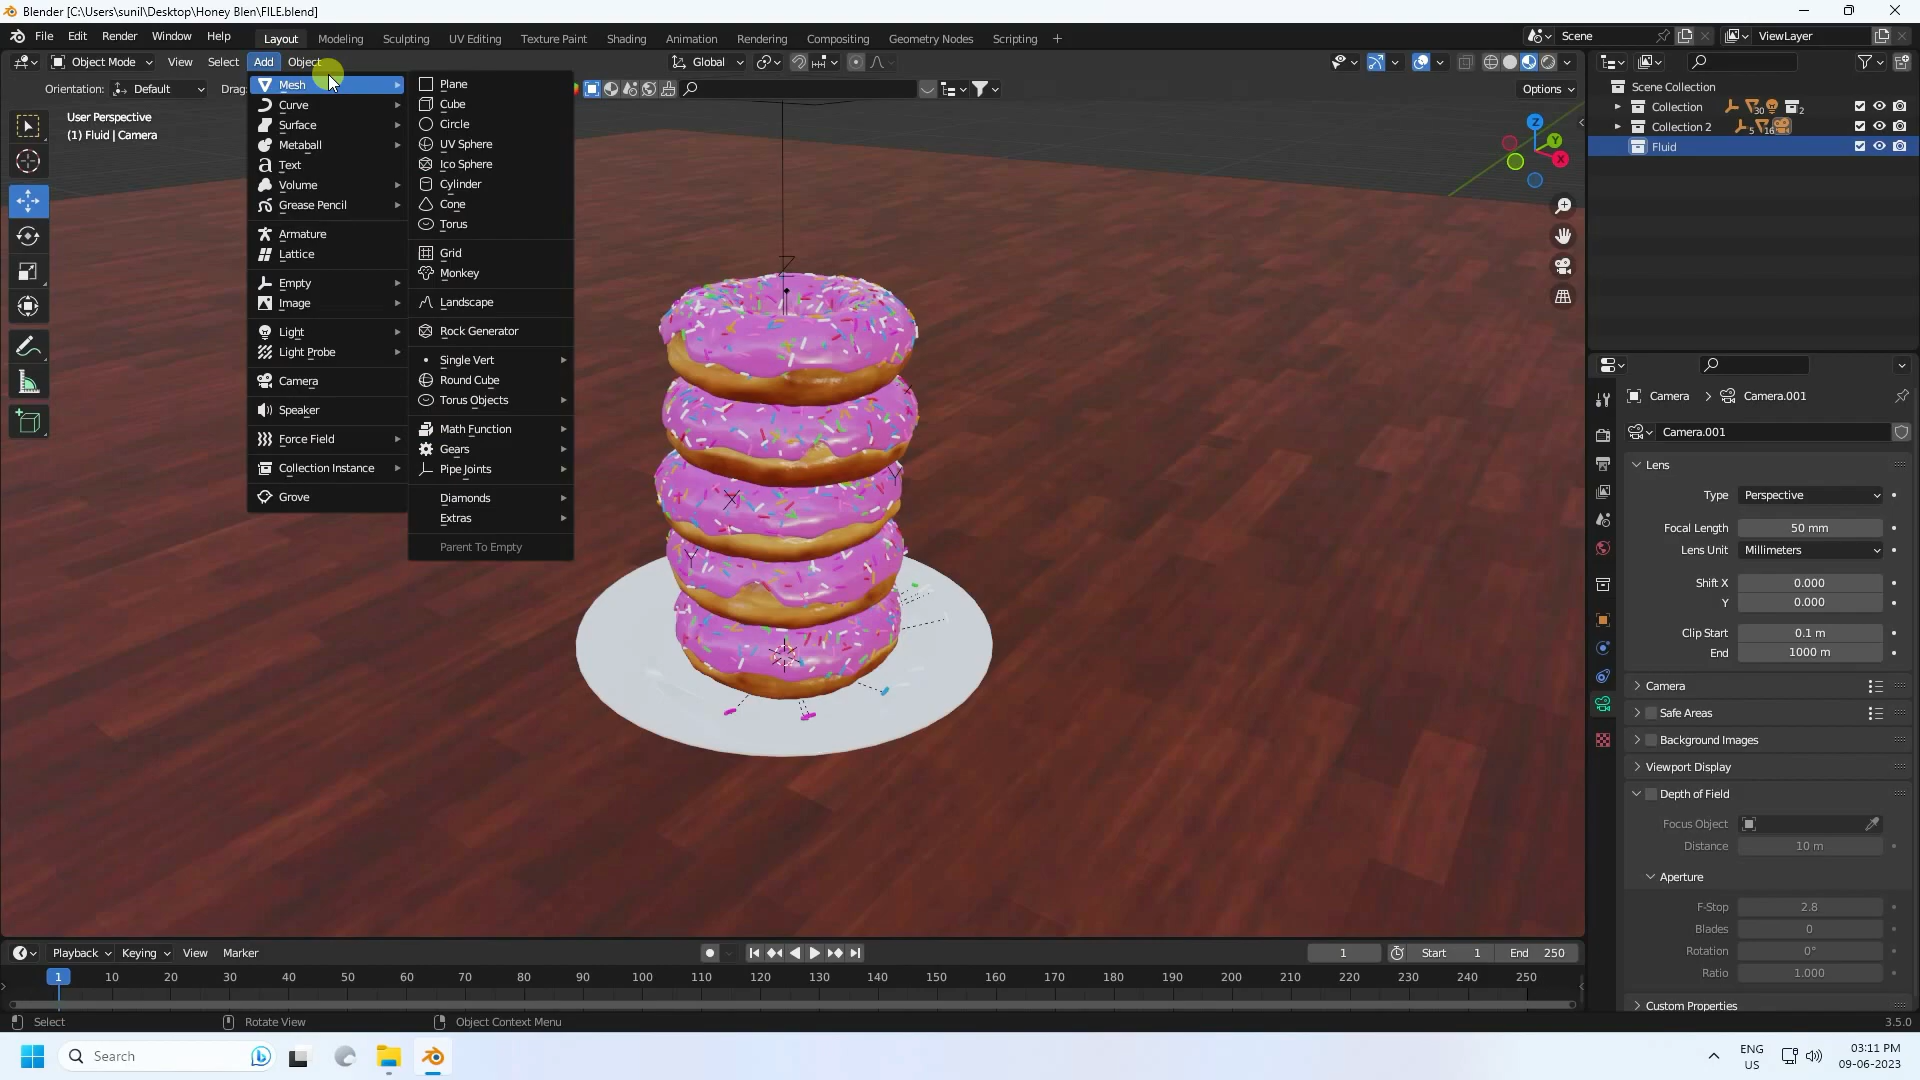 Blender [C:\Users\sunil\Desktop\Honey Blen\FILE.blend]
File Edit Render Window Help
Layout Modeling Sculpting UV Editing Texture Paint Shading Animation Rendering Compositing Geometry Nodes Scripting +
Scene
ViewLayer
Object Mode View Select Add Object
Global
Orientation: Default Drag:
Options
User Perspective
(1) Fluid | Camera
Mesh
Curve
Surface
Metaball
Text
Volume
Grease Pencil
Armature
Lattice
Empty
Image
Light
Light Probe
Camera
Speaker
Force Field
Collection Instance
Grove
Plane
Cube
Circle
UV Sphere
Ico Sphere
Cylinder
Cone
Torus
Grid
Monkey
Landscape
Rock Generator
Single Vert
Round Cube
Torus Objects
Math Function
Gears
Pipe Joints
Diamonds
Extras
Parent To Empty
Z
Y
X
Scene Collection
Collection 30 2
Collection 2 5 16
Fluid
Camera > Camera.001
Camera.001
Lens
Type Perspective
Focal Length 50 mm
Lens Unit Millimeters
Shift X 0.000
Y 0.000
Clip Start 0.1 m
End 1000 m
Camera
Safe Areas
Background Images
Viewport Display
Depth of Field
Focus Object
Distance 10 m
Aperture
F-Stop 2.8
Blades 0
Rotation 0°
Ratio 1.000
Custom Properties
Playback Keying View Marker
1 Start 1 End 250
1 10 20 30 40 50 60 70 80 90 100 110 120 130 140 150 160 170 180 190 200 210 220 230 240 250
Select Rotate View Object Context Menu
3.5.0
Search
ENG
US
03:11 PM
09-06-2023